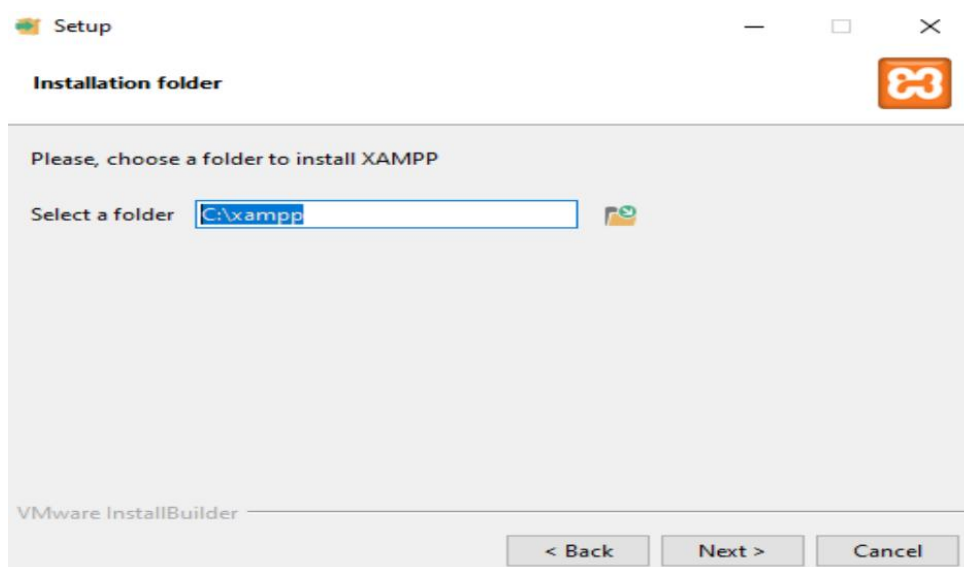 Setup
Installation folder
Please, choose a folder to install XAMPP
Select a folder C:\xampp
VMware InstallBuilder
< Back Next > Cancel